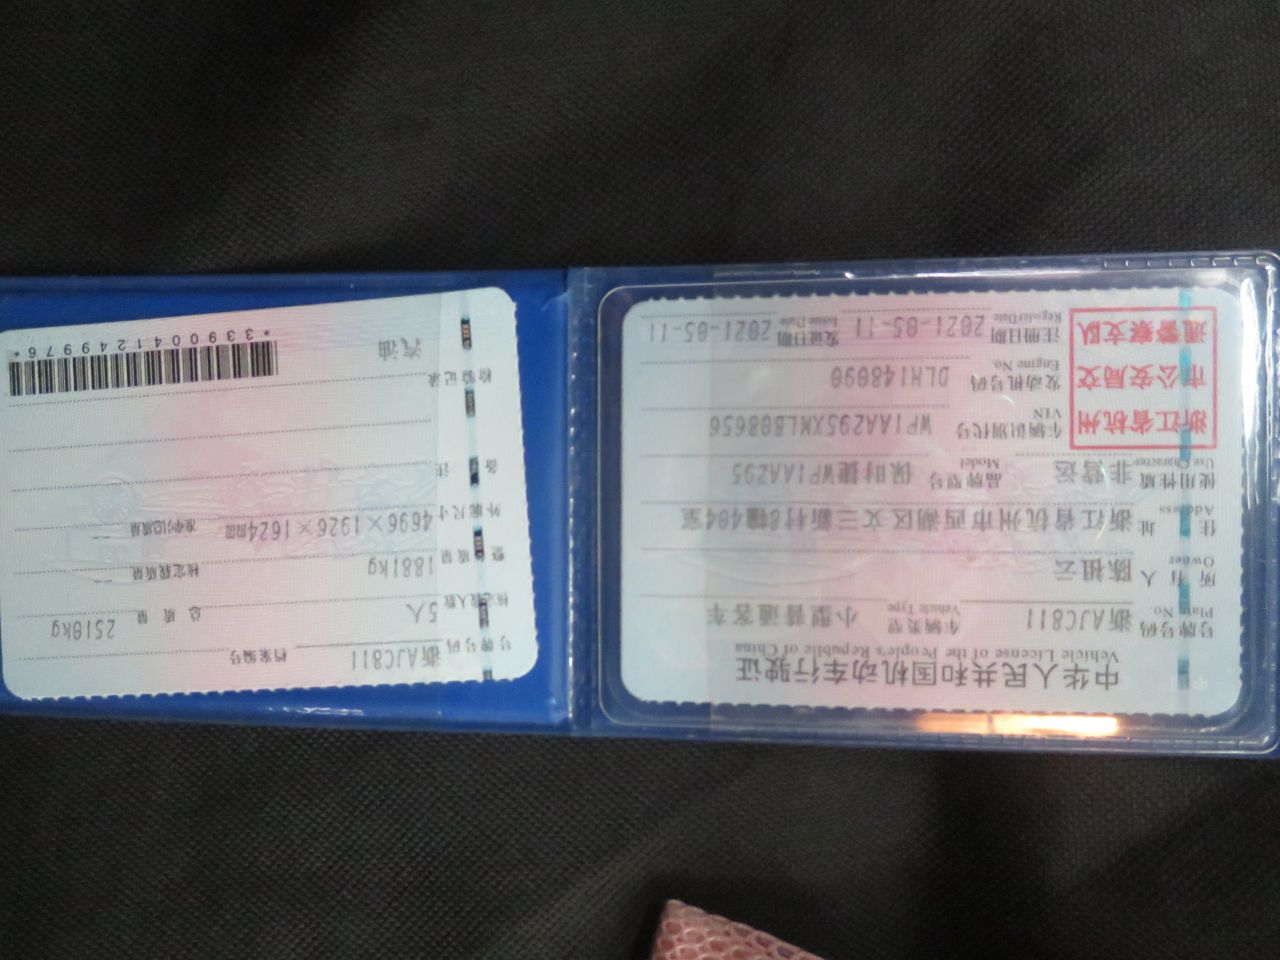 中华人民共和国机动车行驶证
Vehicle License of the People's Republic of China
号牌号码 浙AJC811 车辆类型 小型普通客车
Plate No. Vehicle Type
所有人 陈祖云
Owner
住址 浙江省杭州市西湖区文三新村8幢404室
Address
使用性质 非营运 品牌型号 保时捷WP1AA295
Use Character Model
浙江省杭州
市公安局交
通警察支队
车辆识别代号 WP1AA295XMLB08656
VIN
发动机号码 DLH148090
Engine No.
注册日期 2021-05-11 发证日期 2021-05-11
Register Date Issue Date
号牌号码 浙AJC811 档案编号
核定载人数 5人 总质量 2510kg
整备质量 1881kg 核定载质量
外廓尺寸 4696×1926×1624mm 准牵引总质量
备注
检验记录
汽油
*3390041249976*